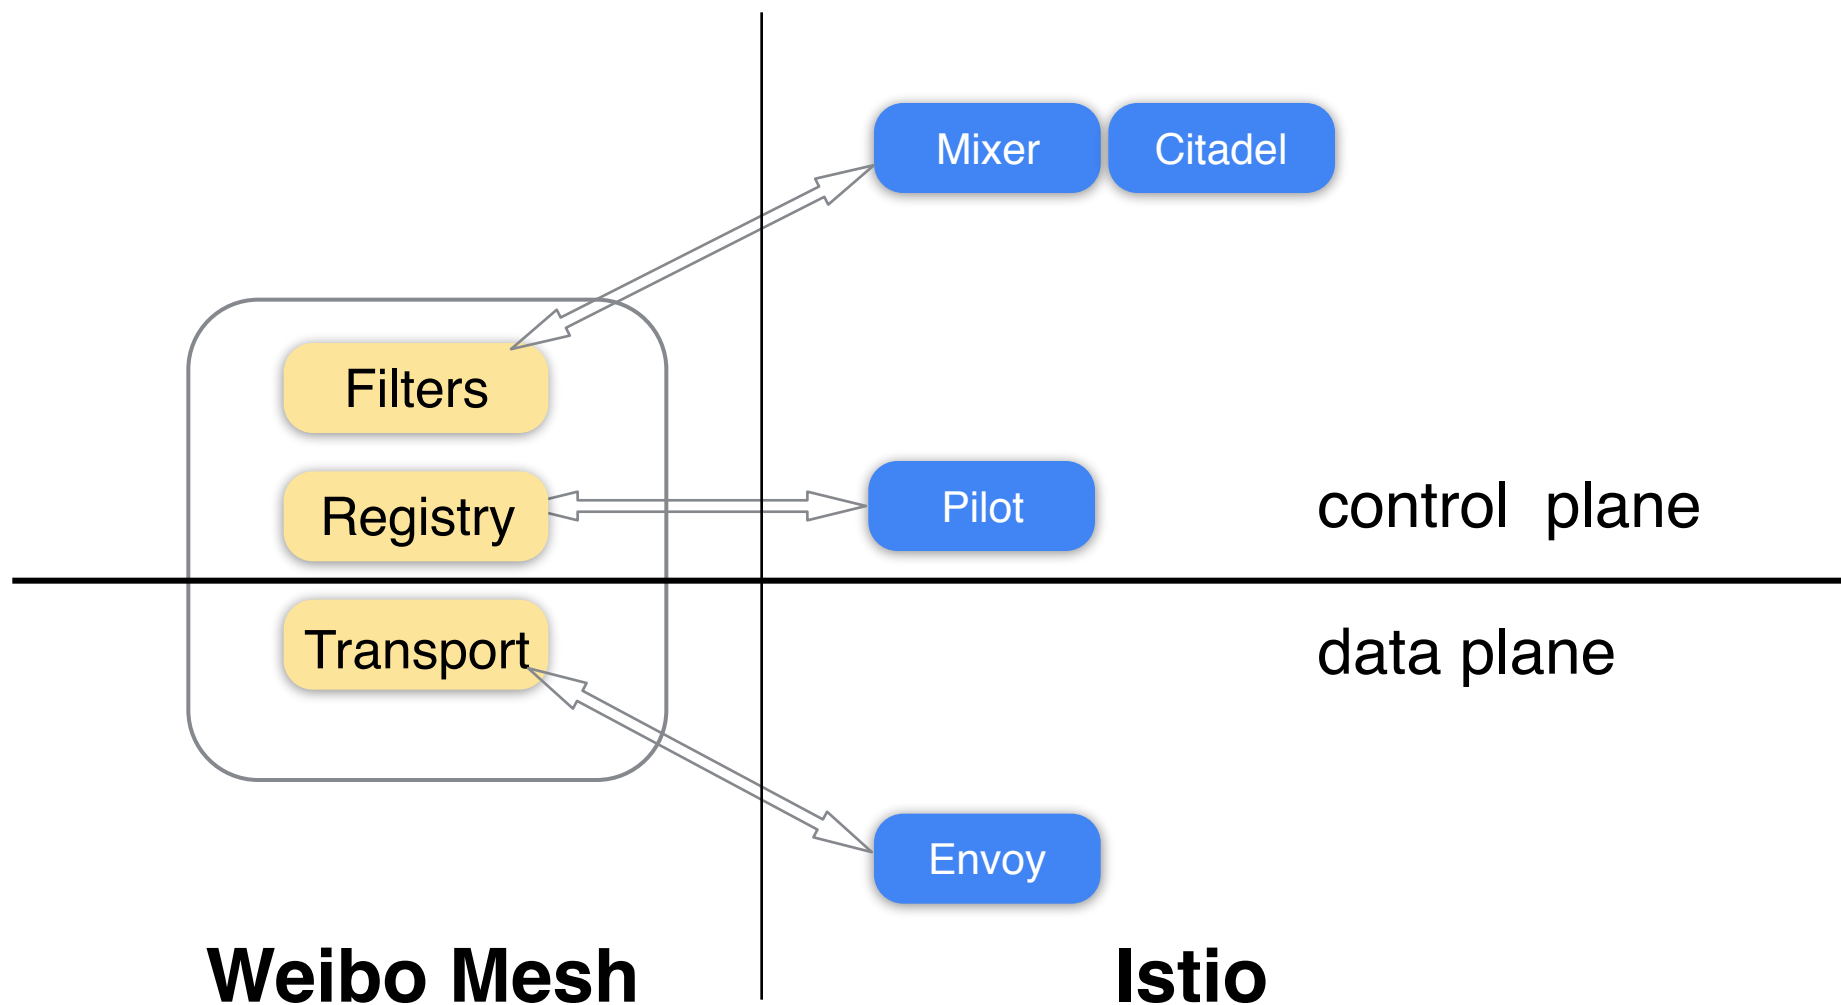 Mixer
Citadel
Filters
Registry
Pilot
control plane
Transport
data plane
Envoy
Weibo Mesh
Istio